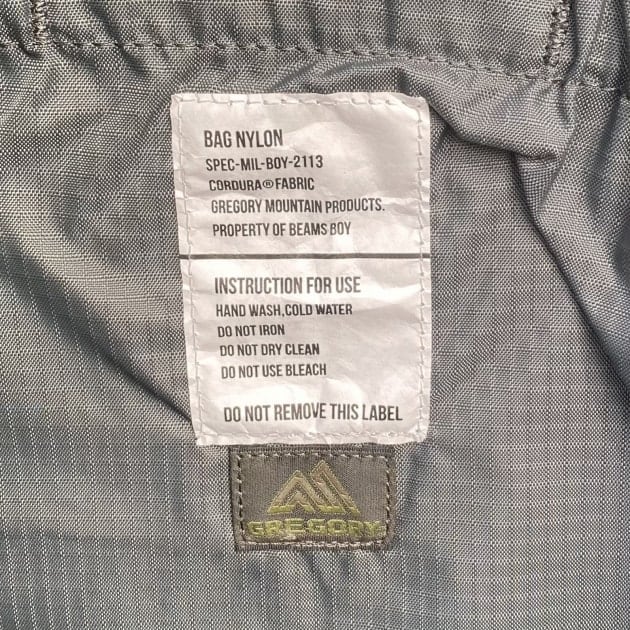 BAG NYLON
SPEC-MIL-BOY-2113
CORDURA® FABRIC
GREGORY MOUNTAIN PRODUCTS.
PROPERTY OF BEAMS BOY
INSTRUCTION FOR USE
HAND WASH,COLD WATER
DO NOT IRON
DO NOT DRY CLEAN
DO NOT USE BLEACH
DO NOT REMOVE THIS LABEL
GREGORY